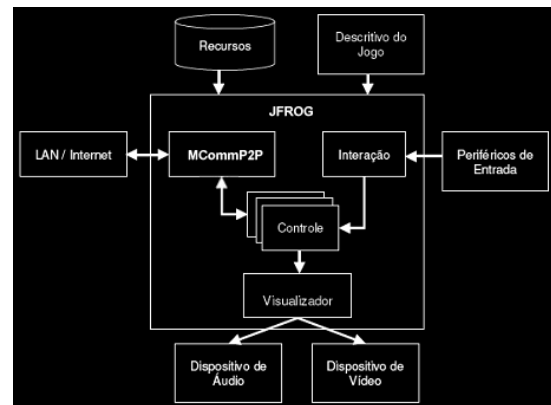 Recursos
Descritivo do
Jogo
JFROG
LAN / Internet
MCommP2P
Interação
Periféricos de
Entrada
Controle
Visualizador
Dispositivo de
Áudio
Dispositivo de
Vídeo